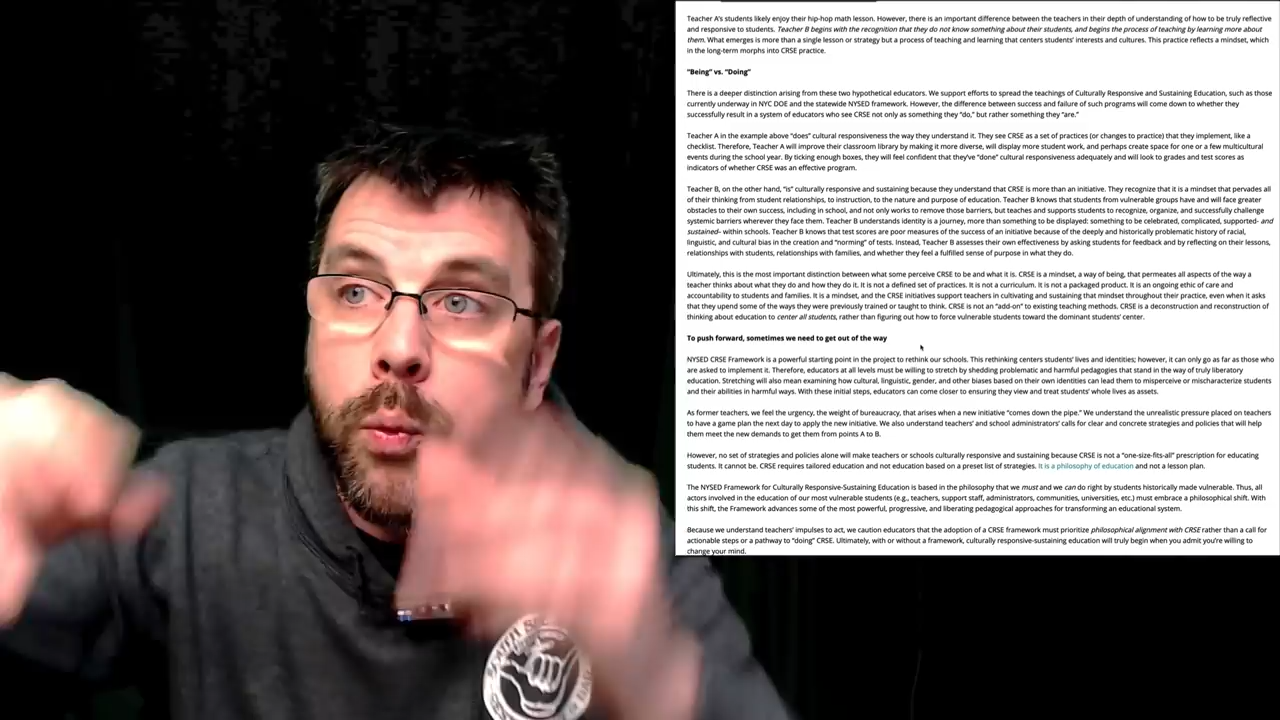 Teacher A's students likely enjoy their hip-hop math lesson. However, there is an important difference between the teachers in their depth of understanding of how to be truly reflective
and responsive to students. Teacher B begins with the recognition that they do not know something about their students, and begins the process of teaching by learning more about
them. What emerges is more than a single lesson or strategy but a process of teaching and learning that centers students' interests and cultures. This practice reflects a mindset, which
in the long-term morphs into CRSE practice.
"Being" vs. "Doing"
There is a deeper distinction arising from these two hypothetical educators. We support efforts to spread the teachings of Culturally Responsive and Sustaining Education, such as those
currently underway in NYC DOE and the statewide NYSED framework. However, the difference between success and failure of such programs will come down to whether they
successfully result in a system of educators who see CRSE not only as something they "do," but rather something they "are."
Teacher A in the example above "does" cultural responsiveness the way they understand it. They see CRSE as a set of practices (or changes to practice) that they implement, like a
checklist. Therefore, Teacher A will improve their classroom library by making it more diverse, will display more student work, and perhaps create space for one or a few multicultural
events during the school year. By ticking enough boxes, they will feel confident that they've "done" cultural responsiveness adequately and will look to grades and test scores as
indicators of whether CRSE was an effective program.
Teacher B, on the other hand, "is" culturally responsive and sustaining because they understand that CRSE is more than an initiative. They recognize that it is a mindset that pervades all
of their thinking from student relationships, to instruction, to the nature and purpose of education. Teacher B knows that students from vulnerable groups have and will face greater
obstacles to their own success, including in school, and not only works to remove those barriers, but teaches and supports students to recognize, organize, and successfully challenge
systemic barriers wherever they face them. Teacher B understands identity is a journey, more than something to be displayed: something to be celebrated, complicated, supported- and
sustained- within schools. Teacher B knows that test scores are poor measures of the success of an initiative because of the deeply and historically problematic history of racial,
linguistic, and cultural bias in the creation and "norming" of tests. Instead, Teacher B assesses their own effectiveness by asking students for feedback and by reflecting on their lessons,
relationships with students, relationships with families, and whether they feel a fulfilled sense of purpose in what they do.
Ultimately, this is the most important distinction between what some perceive CRSE to be and what it is. CRSE is a mindset, a way of being, that permeates all aspects of the way a
teacher thinks about what they do and how they do it. It is not a defined set of practices. It is not a curriculum. It is not a packaged product. It is an ongoing ethic of care and
accountability to students and families. It is a mindset, and the CRSE initiatives support teachers in cultivating and sustaining that mindset throughout their practice, even when it asks
that they upend some of the ways they were previously trained or taught to think. CRSE is not an "add-on" to existing teaching methods. CRSE is a deconstruction and reconstruction of
thinking about education to center all students, rather than figuring out how to force vulnerable students toward the dominant students' center.
To push forward, sometimes we need to get out of the way
NYSED CRSE Framework is a powerful starting point in the project to rethink our schools. This rethinking centers students' lives and identities; however, it can only go as far as those who
are asked to implement it. Therefore, educators at all levels must be willing to stretch by shedding problematic and harmful pedagogies that stand in the way of truly liberatory
education. Stretching will also mean examining how cultural, linguistic, gender, and other biases based on their own identities can lead them to misperceive or mischaracterize students
and their abilities in harmful ways. With these initial steps, educators can come closer to ensuring they view and treat students' whole lives as assets.
As former teachers, we feel the urgency, the weight of bureaucracy, that arises when a new initiative "comes down the pipe." We understand the unrealistic pressure placed on teachers
to have a game plan the next day to apply the new initiative. We also understand teachers' and school administrators' calls for clear and concrete strategies and policies that will help
them meet the new demands to get them from points A to B.
However, no set of strategies and policies alone will make teachers or schools culturally responsive and sustaining because CRSE is not a "one-size-fits-all" prescription for educating
students. It cannot be. CRSE requires tailored education and not education based on a preset list of strategies. It is a philosophy of education and not a lesson plan.
The NYSED Framework for Culturally Responsive-Sustaining Education is based in the philosophy that we must and we can do right by students historically made vulnerable. Thus, all
actors involved in the education of our most vulnerable students (e.g., teachers, support staff, administrators, communities, universities, etc.) must embrace a philosophical shift. With
this shift, the Framework advances some of the most powerful, progressive, and liberating pedagogical approaches for transforming an educational system.
Because we understand teachers' impulses to act, we caution educators that the adoption of a CRSE framework must prioritize philosophical alignment with CRSE rather than a call for
actionable steps or a pathway to "doing" CRSE. Ultimately, with or without a framework, culturally responsive-sustaining education will truly begin when you admit you're willing to
change your mind.